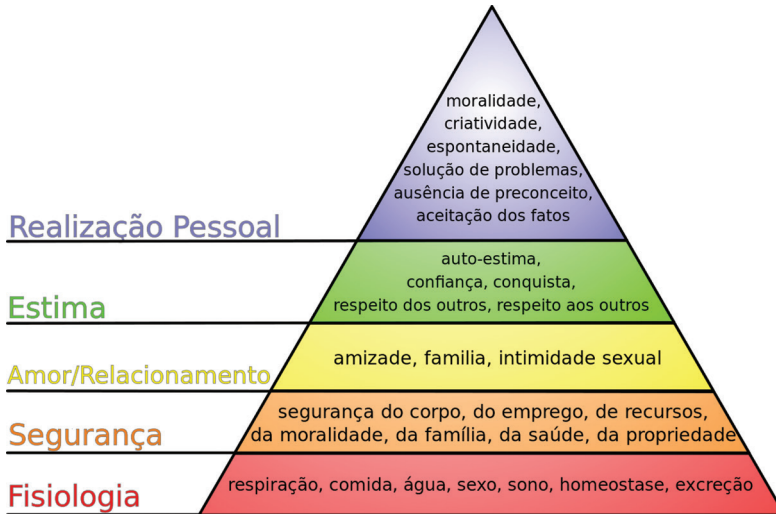 moralidade,
criatividade,
espontaneidade,
solução de problemas,
ausência de preconceito,
aceitação dos fatos
Realização Pessoal
auto-estima,
confiança, conquista,
respeito dos outros, respeito aos outros
Estima
amizade, familia, intimidade sexual
Amor/Relacionamento
segurança do corpo, do emprego, de recursos,
da moralidade, da família, da saúde, da propriedade
Segurança
respiração, comida, água, sexo, sono, homeostase, excreção
Fisiologia